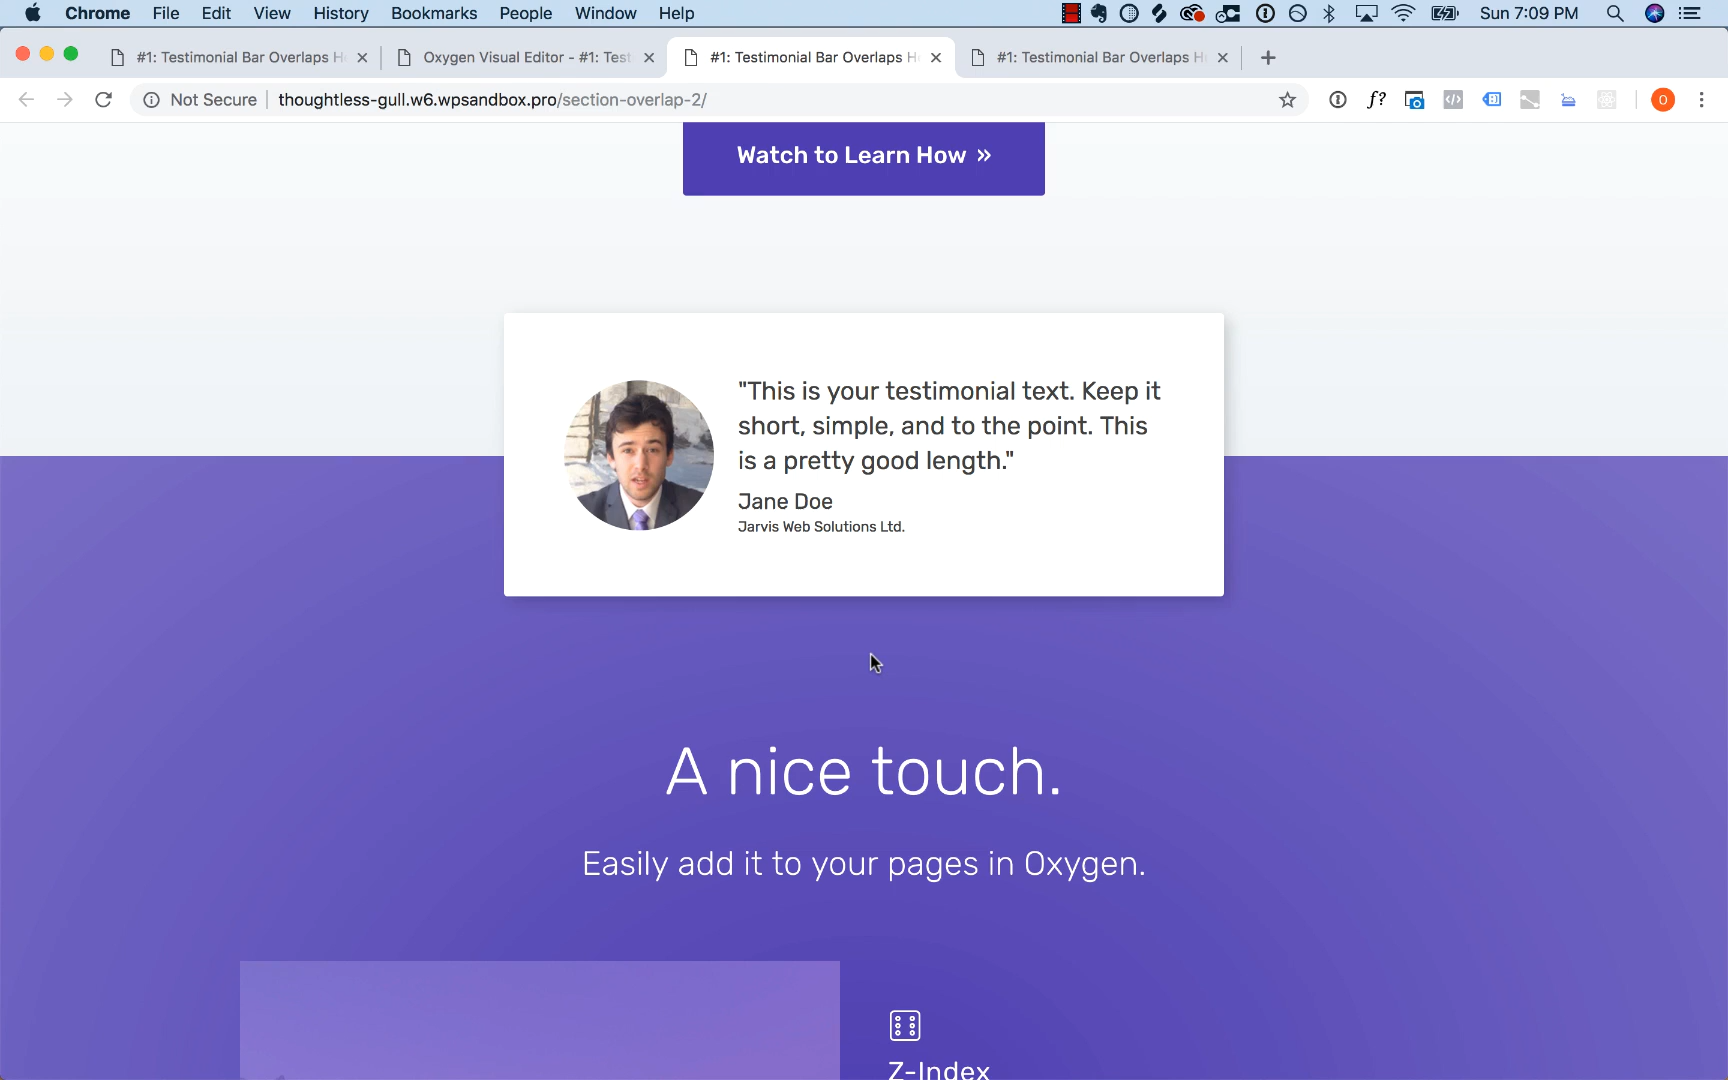 Chrome File Edit View History Bookmarks People Window Help Sun 7:09 PM
#1: Testimonial Bar Overlaps H
Oxygen Visual Editor - #1: Test
#1: Testimonial Bar Overlaps H
#1: Testimonial Bar Overlaps H
Not Secure thoughtless-gull.w6.wpsandbox.pro/section-overlap-2/ f? O
Watch to Learn How »
"This is your testimonial text. Keep it
short, simple, and to the point. This
is a pretty good length."
Jane Doe
Jarvis Web Solutions Ltd.
A nice touch.
Easily add it to your pages in Oxygen.
Z-Index